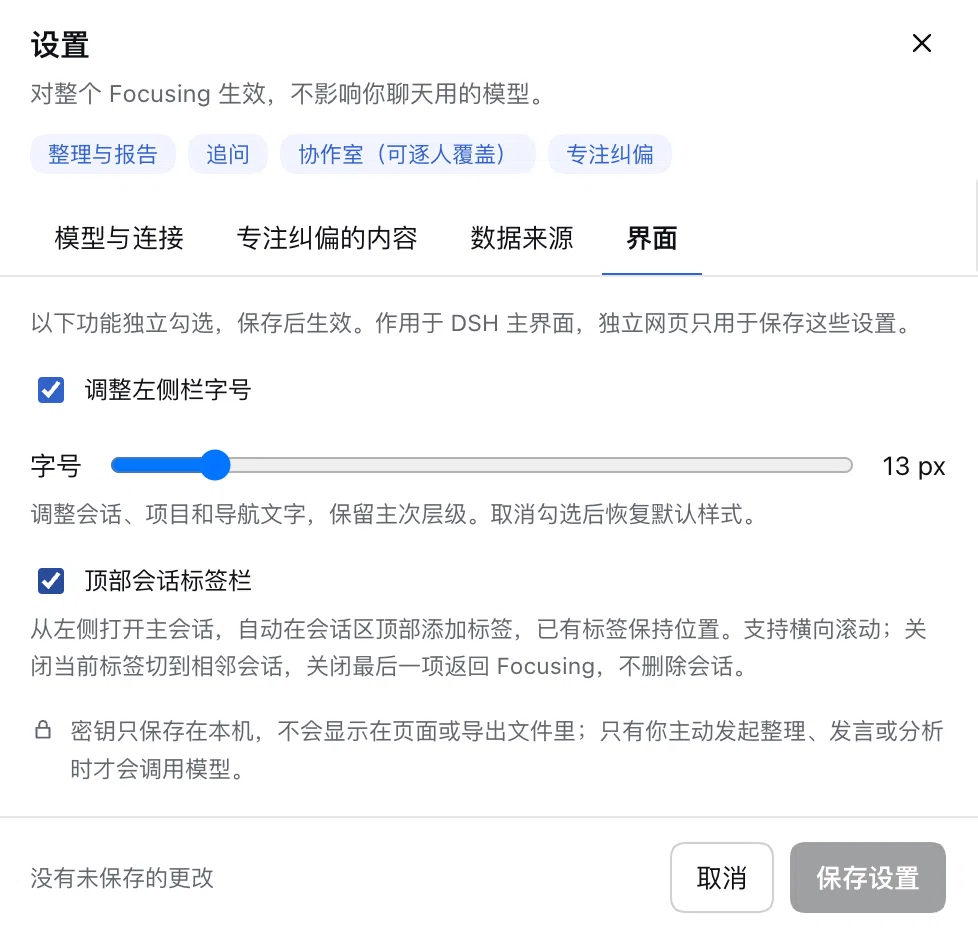 设置
对整个 Focusing 生效，不影响你聊天用的模型。
整理与报告 追问 协作室（可逐人覆盖） 专注纠偏
模型与连接 专注纠偏的内容 数据来源 界面
以下功能独立勾选，保存后生效。作用于 DSH 主界面，独立网页只用于保存这些设置。
调整左侧栏字号
字号 13 px
调整会话、项目和导航文字，保留主次层级。取消勾选后恢复默认样式。
顶部会话标签栏
从左侧打开主会话，自动在会话区顶部添加标签，已有标签保持位置。支持横向滚动；关
闭当前标签切到相邻会话，关闭最后一项返回 Focusing，不删除会话。
密钥只保存在本机，不会显示在页面或导出文件里；只有你主动发起整理、发言或分析
时才会调用模型。
没有未保存的更改 取消 保存设置